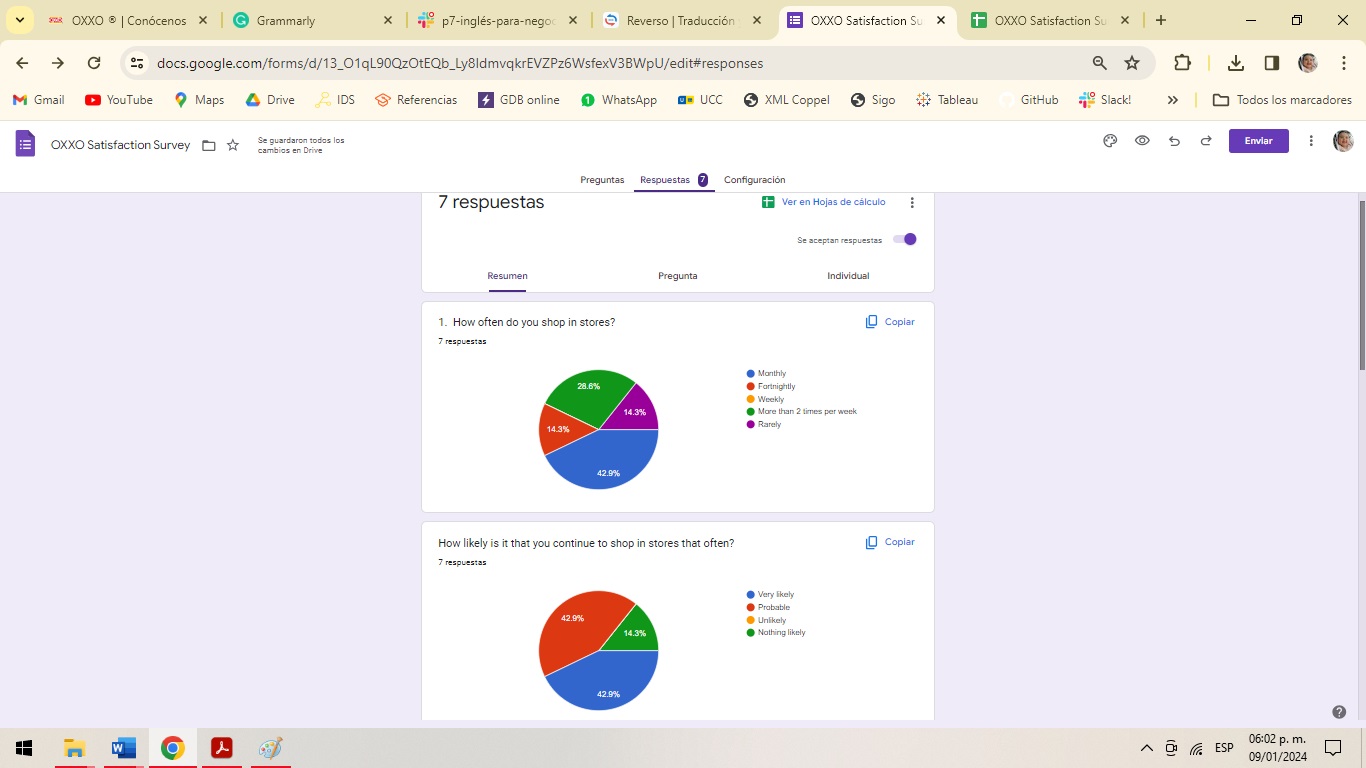 OXXO ® | Conócenos
Grammarly
p7-inglés-para-negoc
Reverso | Traducción
OXXO Satisfaction Su
OXXO Satisfaction Su
docs.google.com/forms/d/13_O1qL90QzOtEQb_Ly8IdmvqkrEVZPz6WsfexV3BWpU/edit#responses
Gmail
YouTube
Maps
Drive
IDS
Referencias
GDB online
WhatsApp
UCC
XML Coppel
Sigo
Tableau
GitHub
Slack!
Todos los marcadores
OXXO Satisfaction Survey
Se guardaron todos los
cambios en Drive
Enviar
Preguntas
Respuestas 7
Configuración
7 respuestas
Ver en Hojas de cálculo
Se aceptan respuestas
Resumen
Pregunta
Individual
1. How often do you shop in stores?
Copiar
7 respuestas
28.6%
14.3%
14.3%
42.9%
Monthly
Fortnightly
Weekly
More than 2 times per week
Rarely
How likely is it that you continue to shop in stores that often?
Copiar
7 respuestas
42.9%
14.3%
42.9%
Very likely
Probable
Unlikely
Nothing likely
ESP
06:02 p. m.
09/01/2024